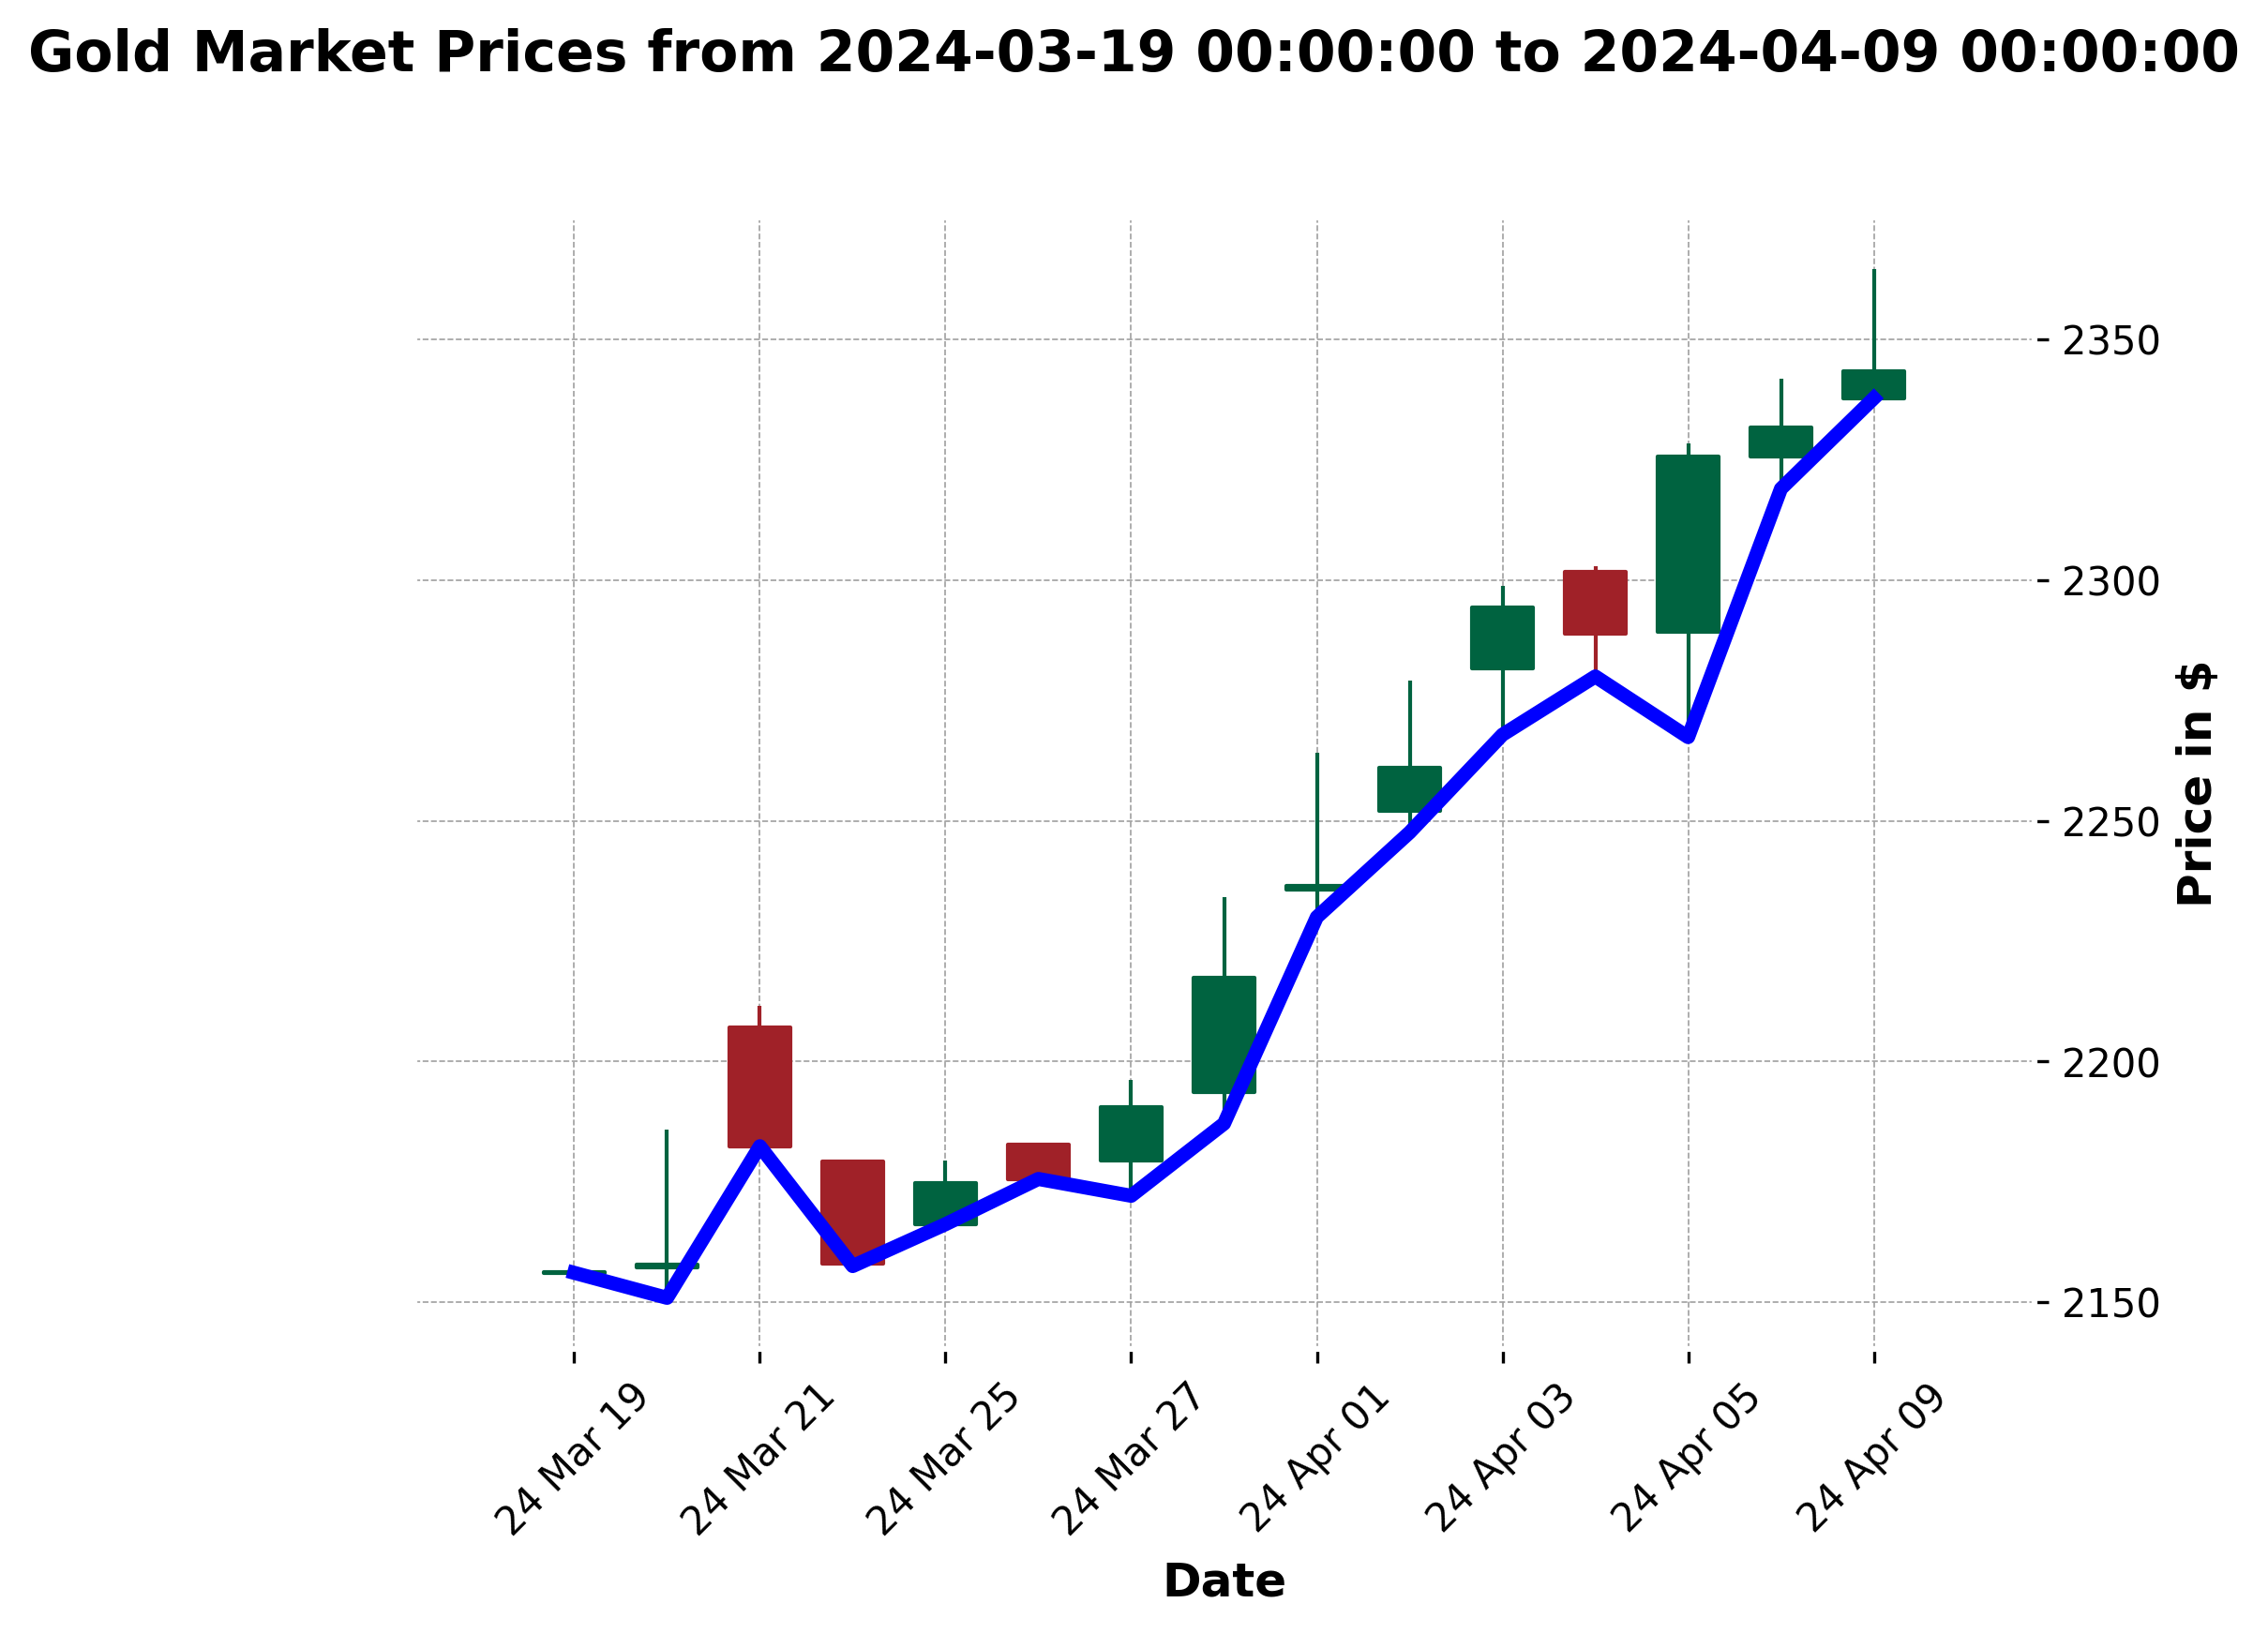 Gold Market Prices from 2024-03-19 00:00:00 to 2024-04-09 00:00:00
2350
2300
2250
2200
2150
Price in $
24 Mar 19
24 Mar 21
24 Mar 25
24 Mar 27
24 Apr 01
24 Apr 03
24 Apr 05
24 Apr 09
Date